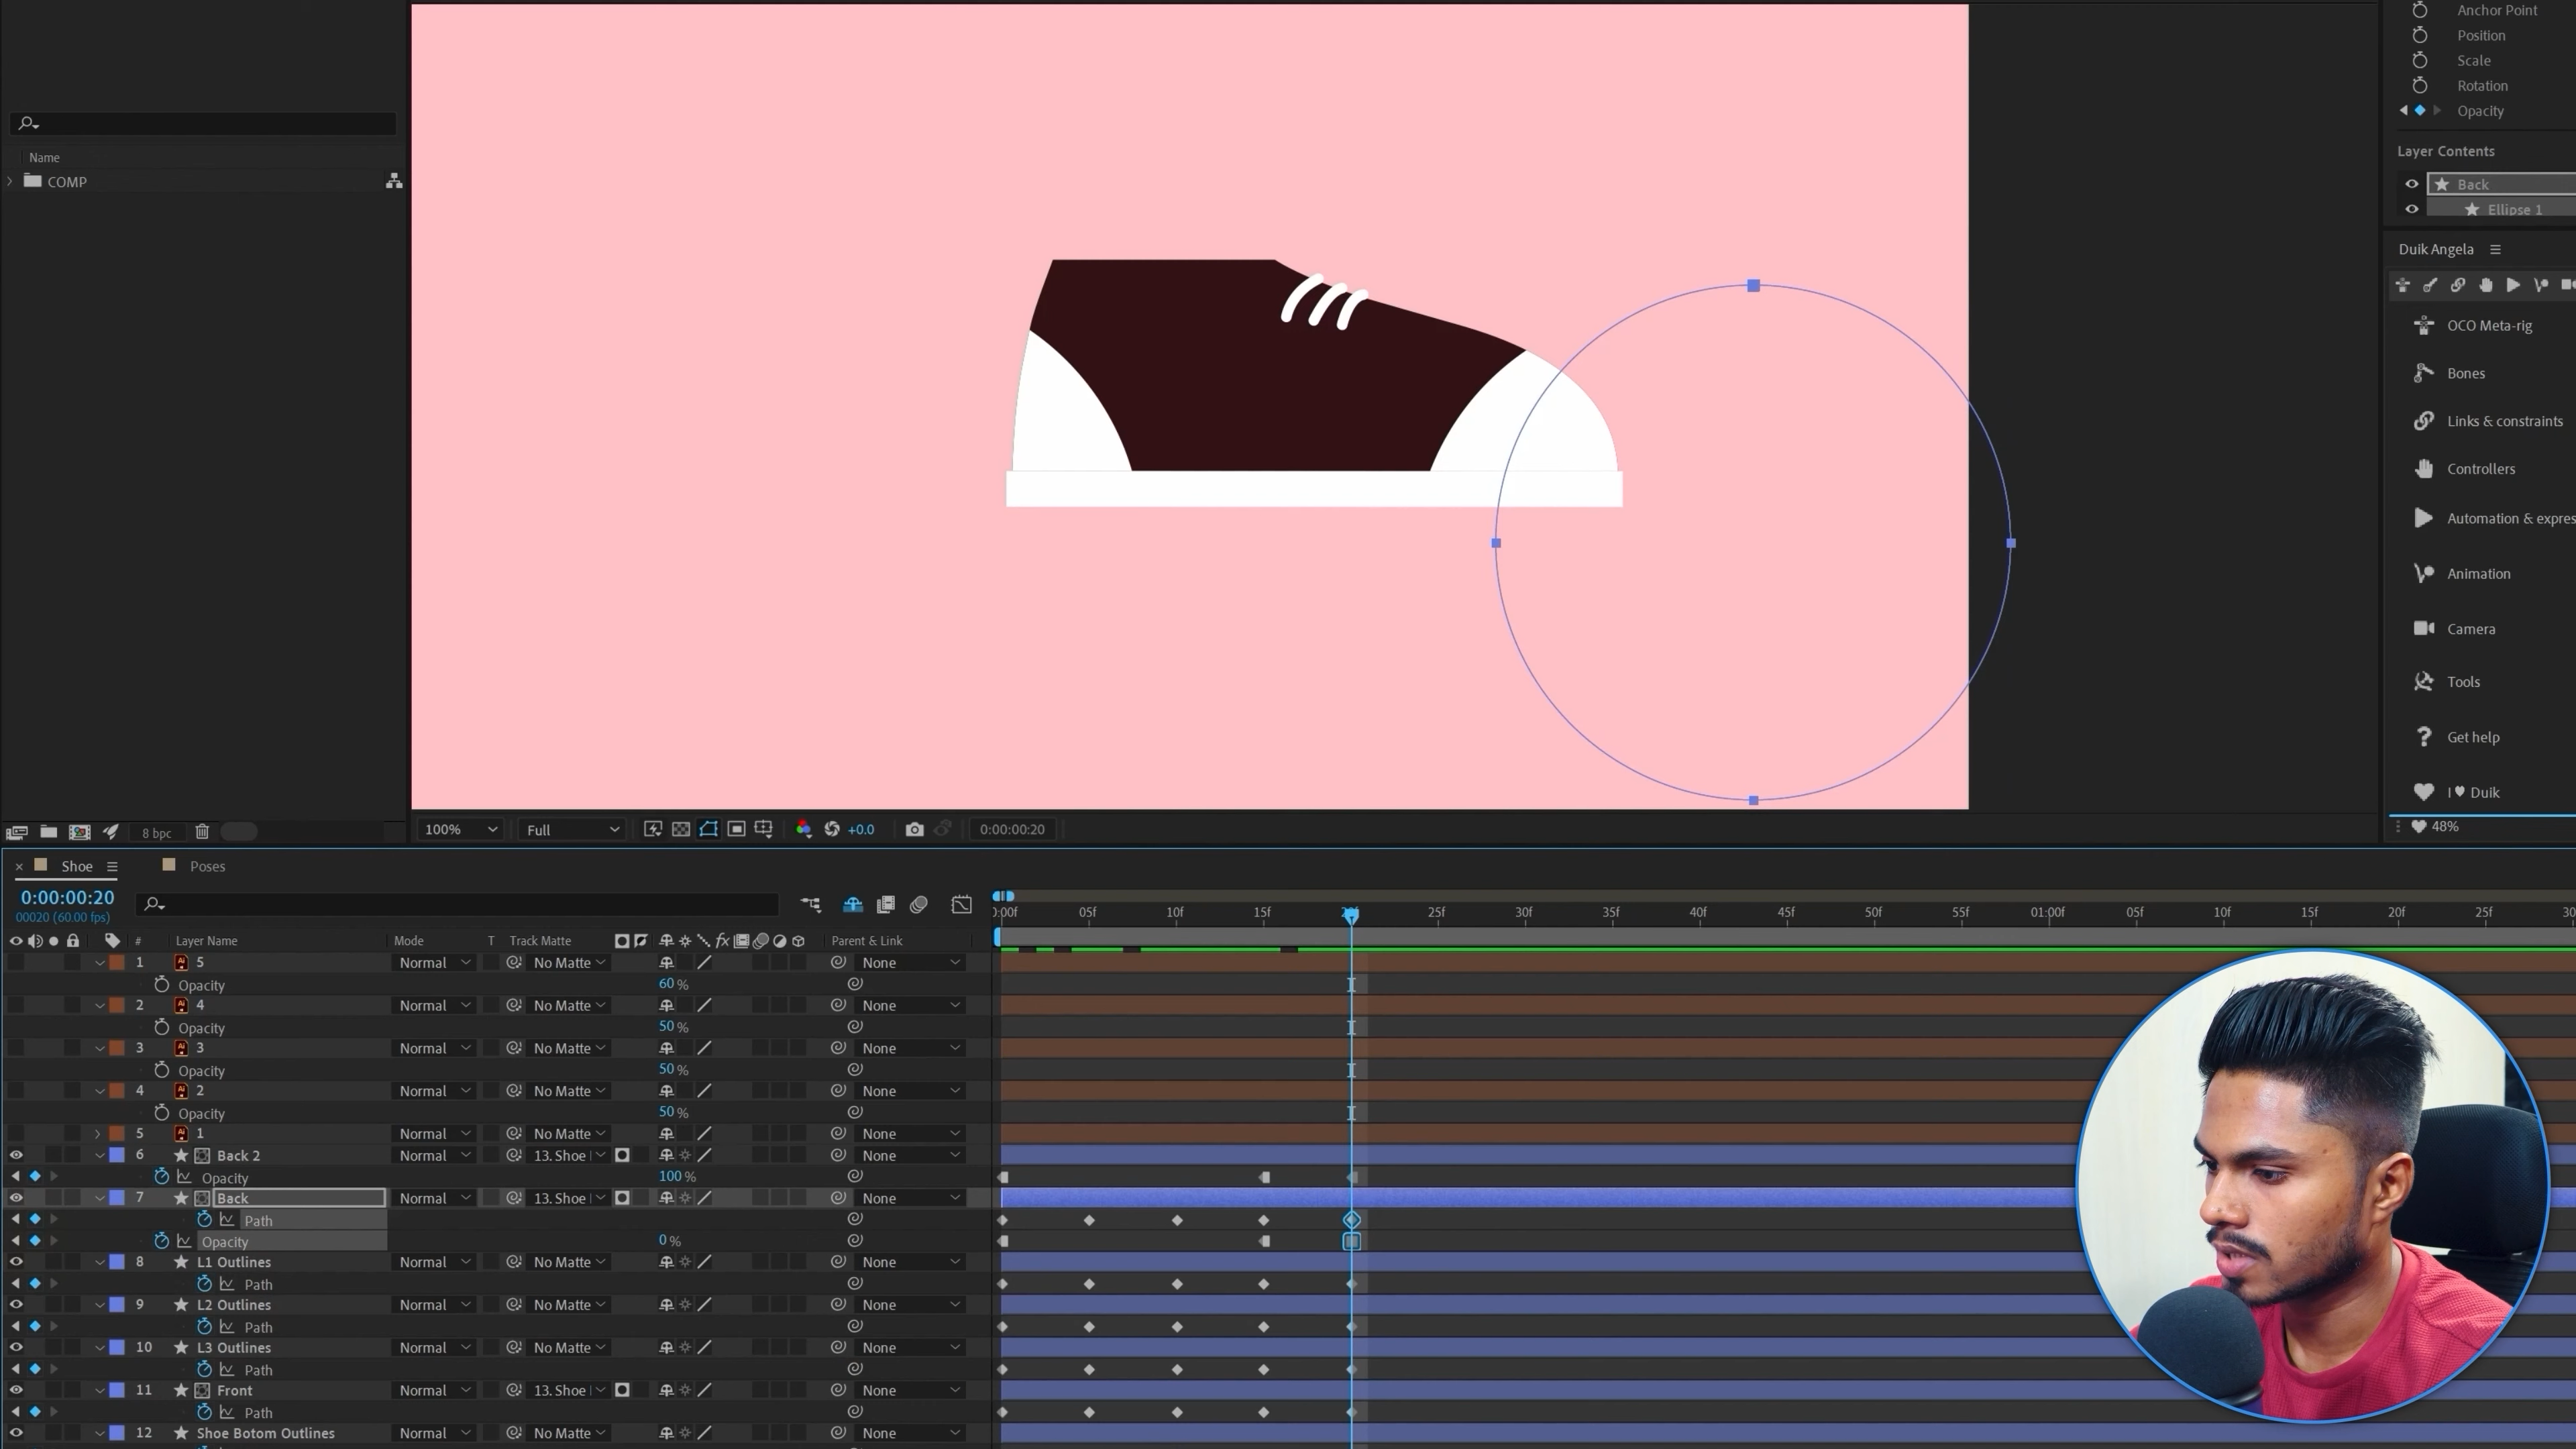 Anchor Point
Position
Scale
Rotation
Opacity
Layer Contents
Back
Ellipse 1
Name
COMP
Duik Angela
OCO Meta-rig
Bones
Links & constraints
Controllers
Automation & expres
Animation
Camera
Tools
Get help
I ♥ Duik
48%
8 bpc
100% Full +0.0 0:00:00:20
Shoe Poses
0:00:00:20
00020 (60.00 fps)
0:00f 05f 10f 15f 25f 30f 35f 40f 45f 50f 55f 01:00f 05f 10f 15f 20f 25f 30
# Layer Name Mode T Track Matte fx Parent & Link
1 Ai 5 Normal No Matte None
Opacity 60 %
2 Ai 4 Normal No Matte None
Opacity 50 %
3 Ai 3 Normal No Matte None
Opacity 50 %
4 Ai 2 Normal No Matte None
Opacity 50 %
5 Ai 1 Normal No Matte None
6 Back 2 Normal 13. Shoe None
Opacity 100 %
7 Back Normal 13. Shoe None
Path
Opacity 0 %
8 L1 Outlines Normal No Matte None
Path
9 L2 Outlines Normal No Matte None
Path
10 L3 Outlines Normal No Matte None
Path
11 Front Normal 13. Shoe None
Path
12 Shoe Botom Outlines Normal No Matte None